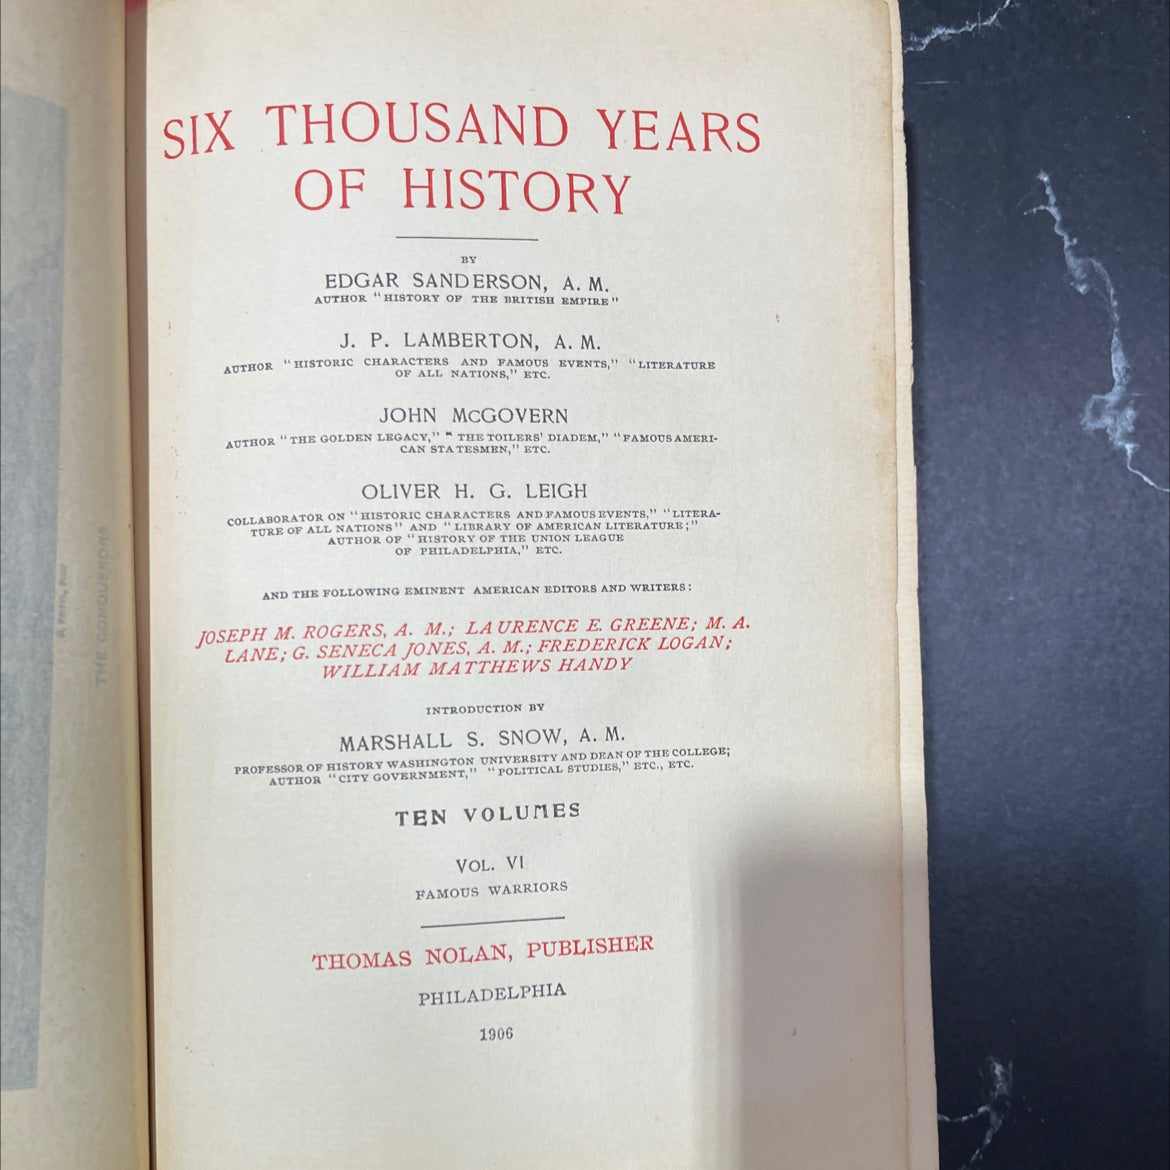 SIX THOUSAND YEARS
OF HISTORY
BY
EDGAR SANDERSON, A. M.
AUTHOR "HISTORY OF THE BRITISH EMPIRE"
J. P. LAMBERTON, A. M.
AUTHOR "HISTORIC CHARACTERS AND FAMOUS EVENTS," "LITERATURE
OF ALL NATIONS," ETC.
JOHN McGOVERN
AUTHOR "THE GOLDEN LEGACY," "THE TOILERS' DIADEM," "FAMOUS AMERI-
CAN STATESMEN," ETC.
OLIVER H. G. LEIGH
COLLABORATOR ON "HISTORIC CHARACTERS AND FAMOUS EVENTS," "LITERA-
TURE OF ALL NATIONS" AND "LIBRARY OF AMERICAN LITERATURE;"
AUTHOR OF "HISTORY OF THE UNION LEAGUE
OF PHILADELPHIA," ETC.
AND THE FOLLOWING EMINENT AMERICAN EDITORS AND WRITERS:
JOSEPH M. ROGERS, A. M.; LAURENCE E. GREENE; M. A.
LANE; G. SENECA JONES, A. M.; FREDERICK LOGAN;
WILLIAM MATTHEWS HANDY
INTRODUCTION BY
MARSHALL S. SNOW, A. M.
PROFESSOR OF HISTORY WASHINGTON UNIVERSITY AND DEAN OF THE COLLEGE;
AUTHOR "CITY GOVERNMENT," "POLITICAL STUDIES," ETC., ETC.
TEN VOLUMES
VOL. VI
FAMOUS WARRIORS
THOMAS NOLAN, PUBLISHER
PHILADELPHIA
1906
THE CONQUERORS